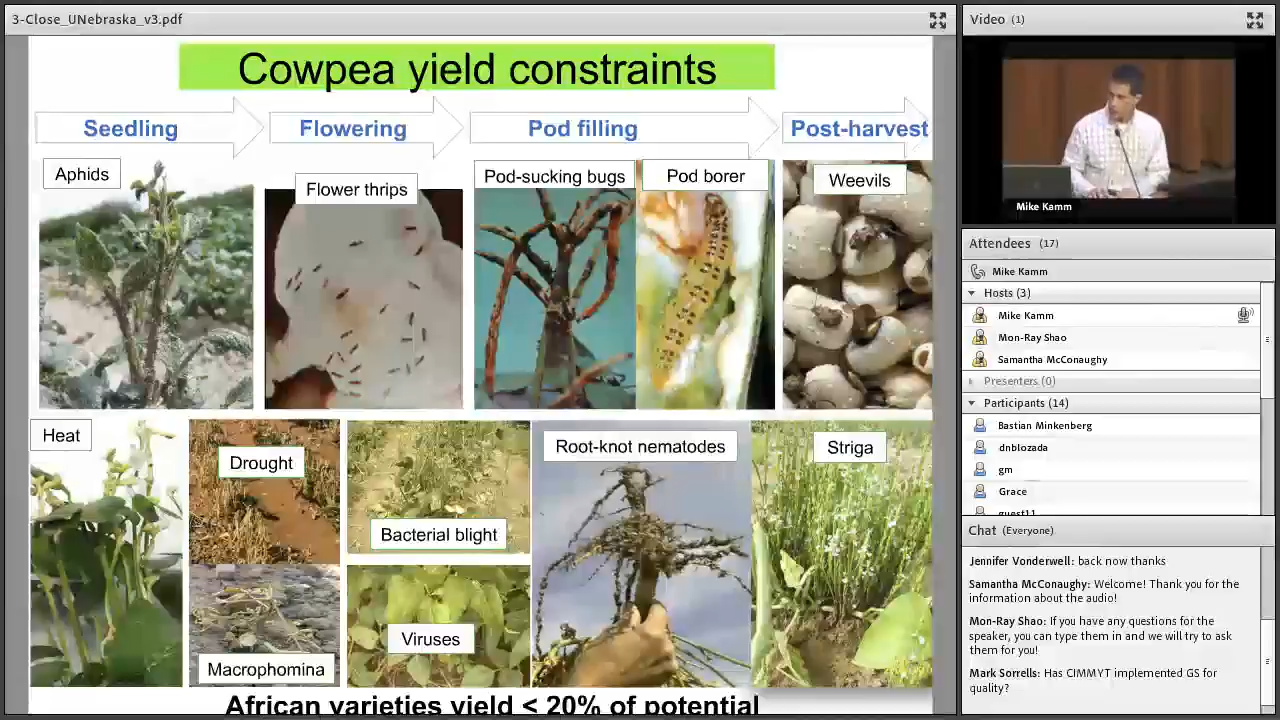 3-Close_UNebraska_v3.pdf
Cowpea yield constraints
Seedling
Flowering
Pod filling
Post-harvest
Aphids
Flower thrips
Pod-sucking bugs
Pod borer
Weevils
Heat
Drought
Macrophomina
Bacterial blight
Viruses
Root-knot nematodes
Striga
African varieties yield < 20% of potential
Video (1)
Mike Kamm
Attendees (17)
Mike Kamm
Hosts (3)
Mike Kamm
Mon-Ray Shao
Samantha McConaughy
Presenters (0)
Participants (14)
Bastian Minkenberg
dnblozada
gm
Grace
guest11
Chat (Everyone)
Jennifer Vonderwell: back now thanks
Samantha McConaughy: Welcome! Thank you for the
information about the audio!
Mon-Ray Shao: If you have any questions for the
speaker, you can type them in and we will try to ask
them for you!
Mark Sorrells: Has CIMMYT implemented GS for
quality?